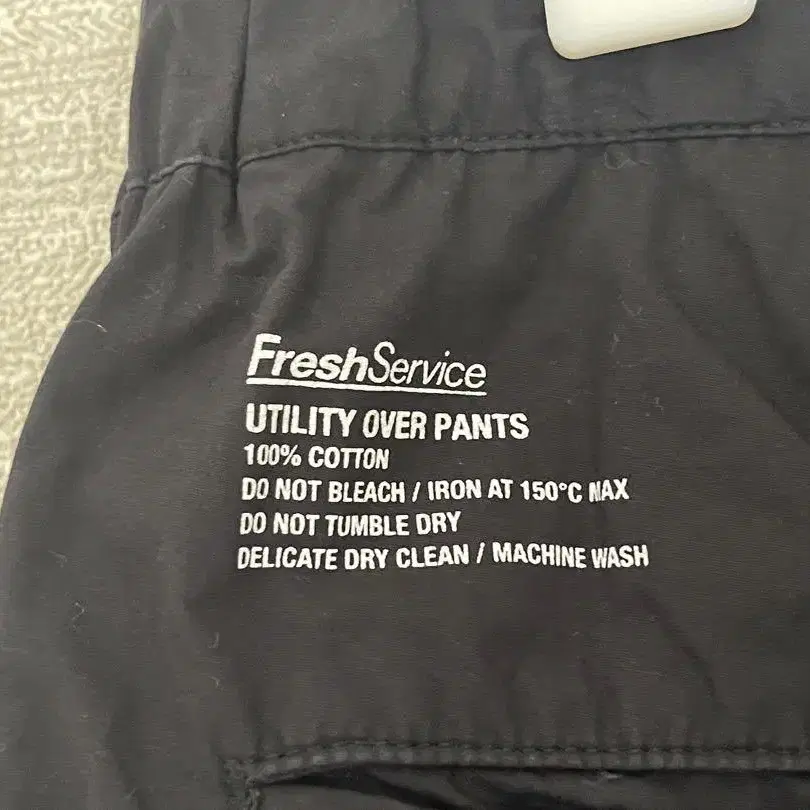 FreshService
UTILITY OVER PANTS
100% COTTON
DO NOT BLEACH / IRON AT 150°C MAX
DO NOT TUMBLE DRY
DELICATE DRY CLEAN / MACHINE WASH